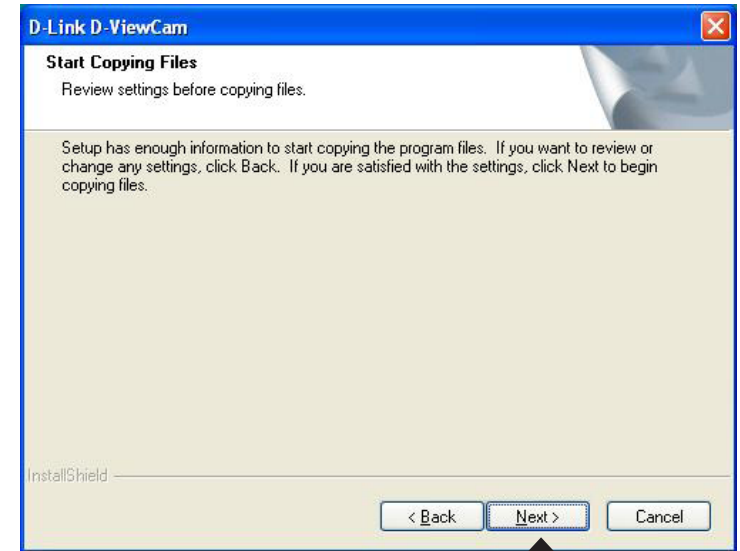 D-Link D-ViewCam
Start Copying Files
Review settings before copying files.
Setup has enough information to start copying the program files. If you want to review or
change any settings, click Back. If you are satisfied with the settings, click Next to begin
copying files.
InstallShield
< Back Next > Cancel